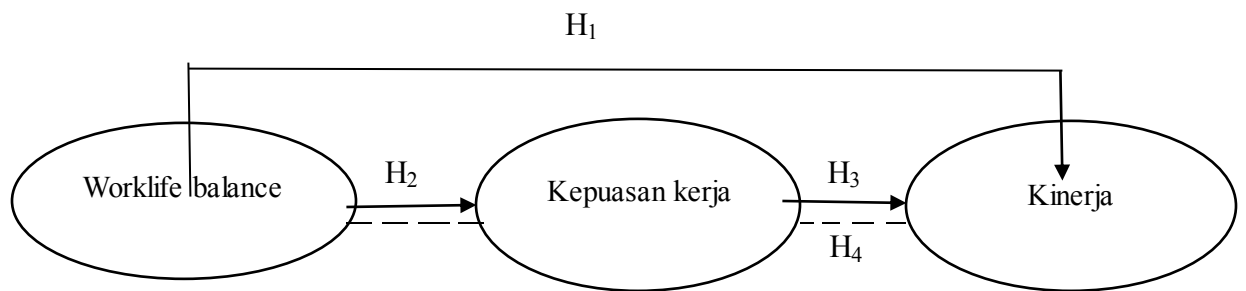 H₁
Worklife balance
H₂
Kepuasan kerja
H₃
Kinerja
H₄